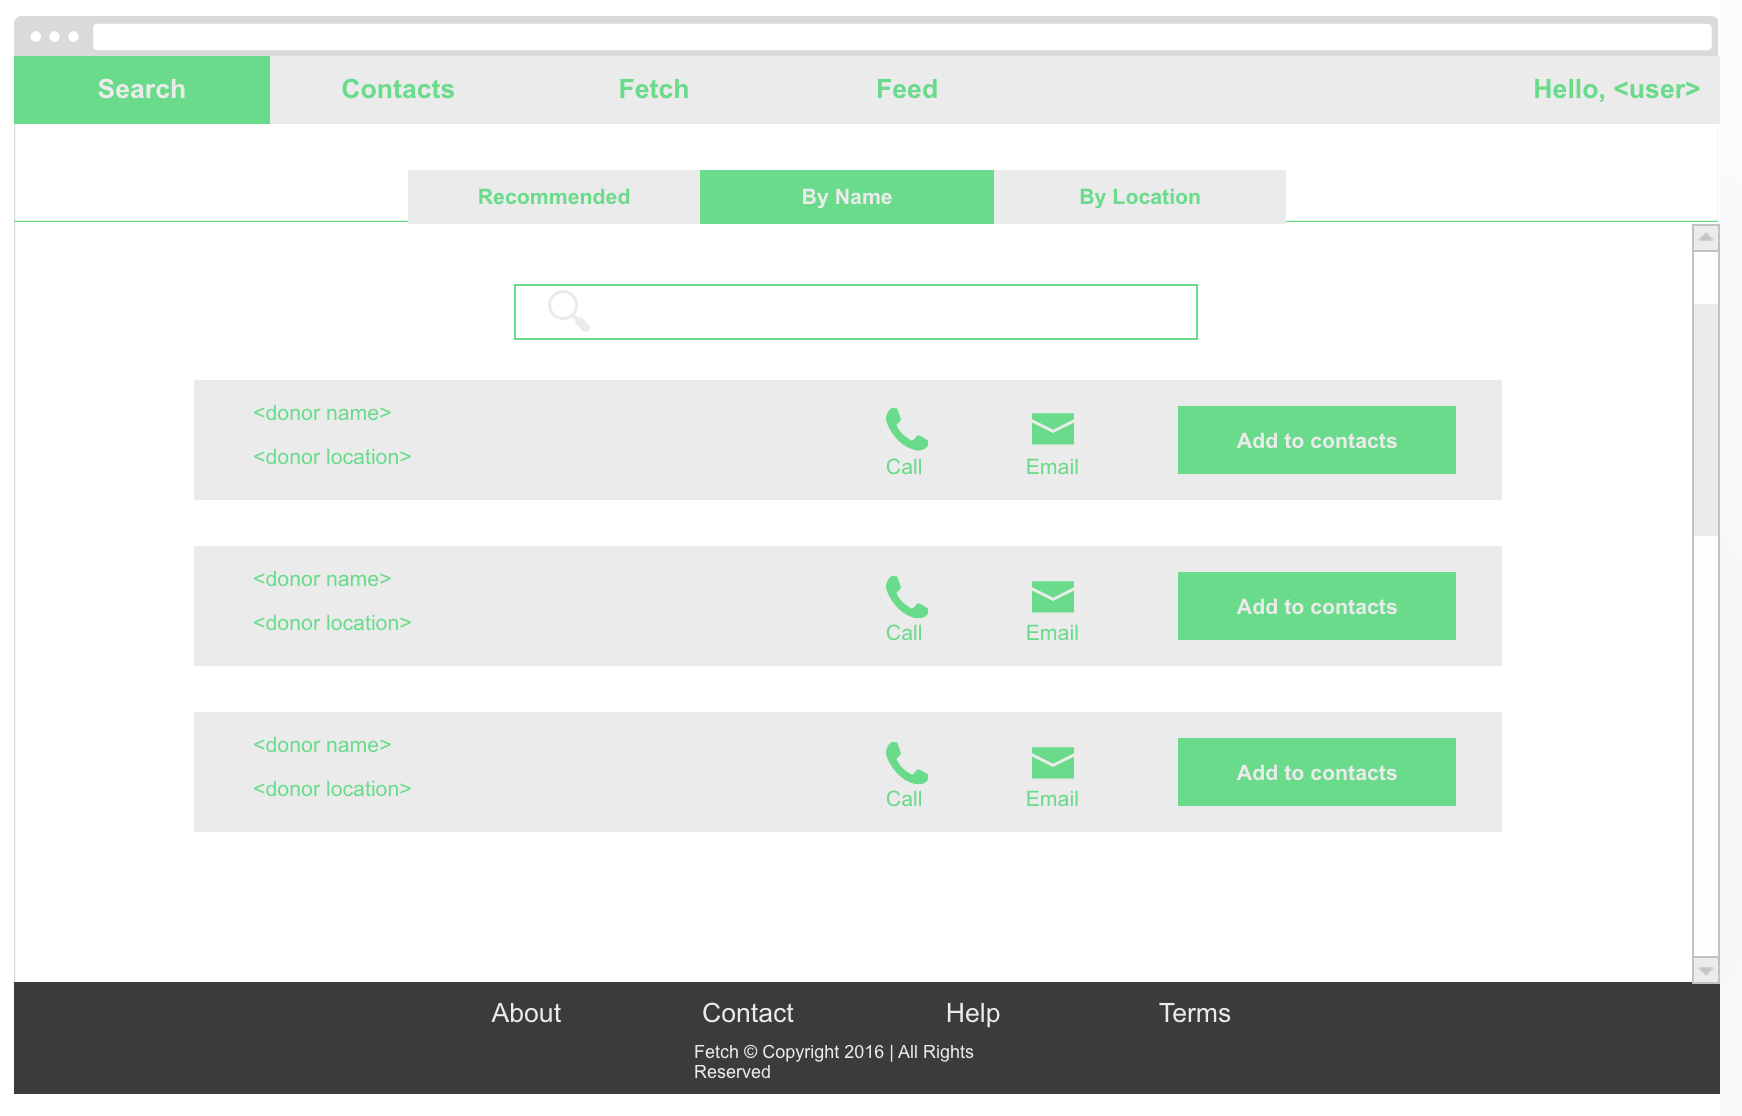 Search Contacts Fetch Feed Hello, <user>
Recommended By Name By Location
<donor name>
<donor location>
Call Email Add to contacts
<donor name>
<donor location>
Call Email Add to contacts
<donor name>
<donor location>
Call Email Add to contacts
About Contact Help Terms
Fetch © Copyright 2016 | All Rights
Reserved